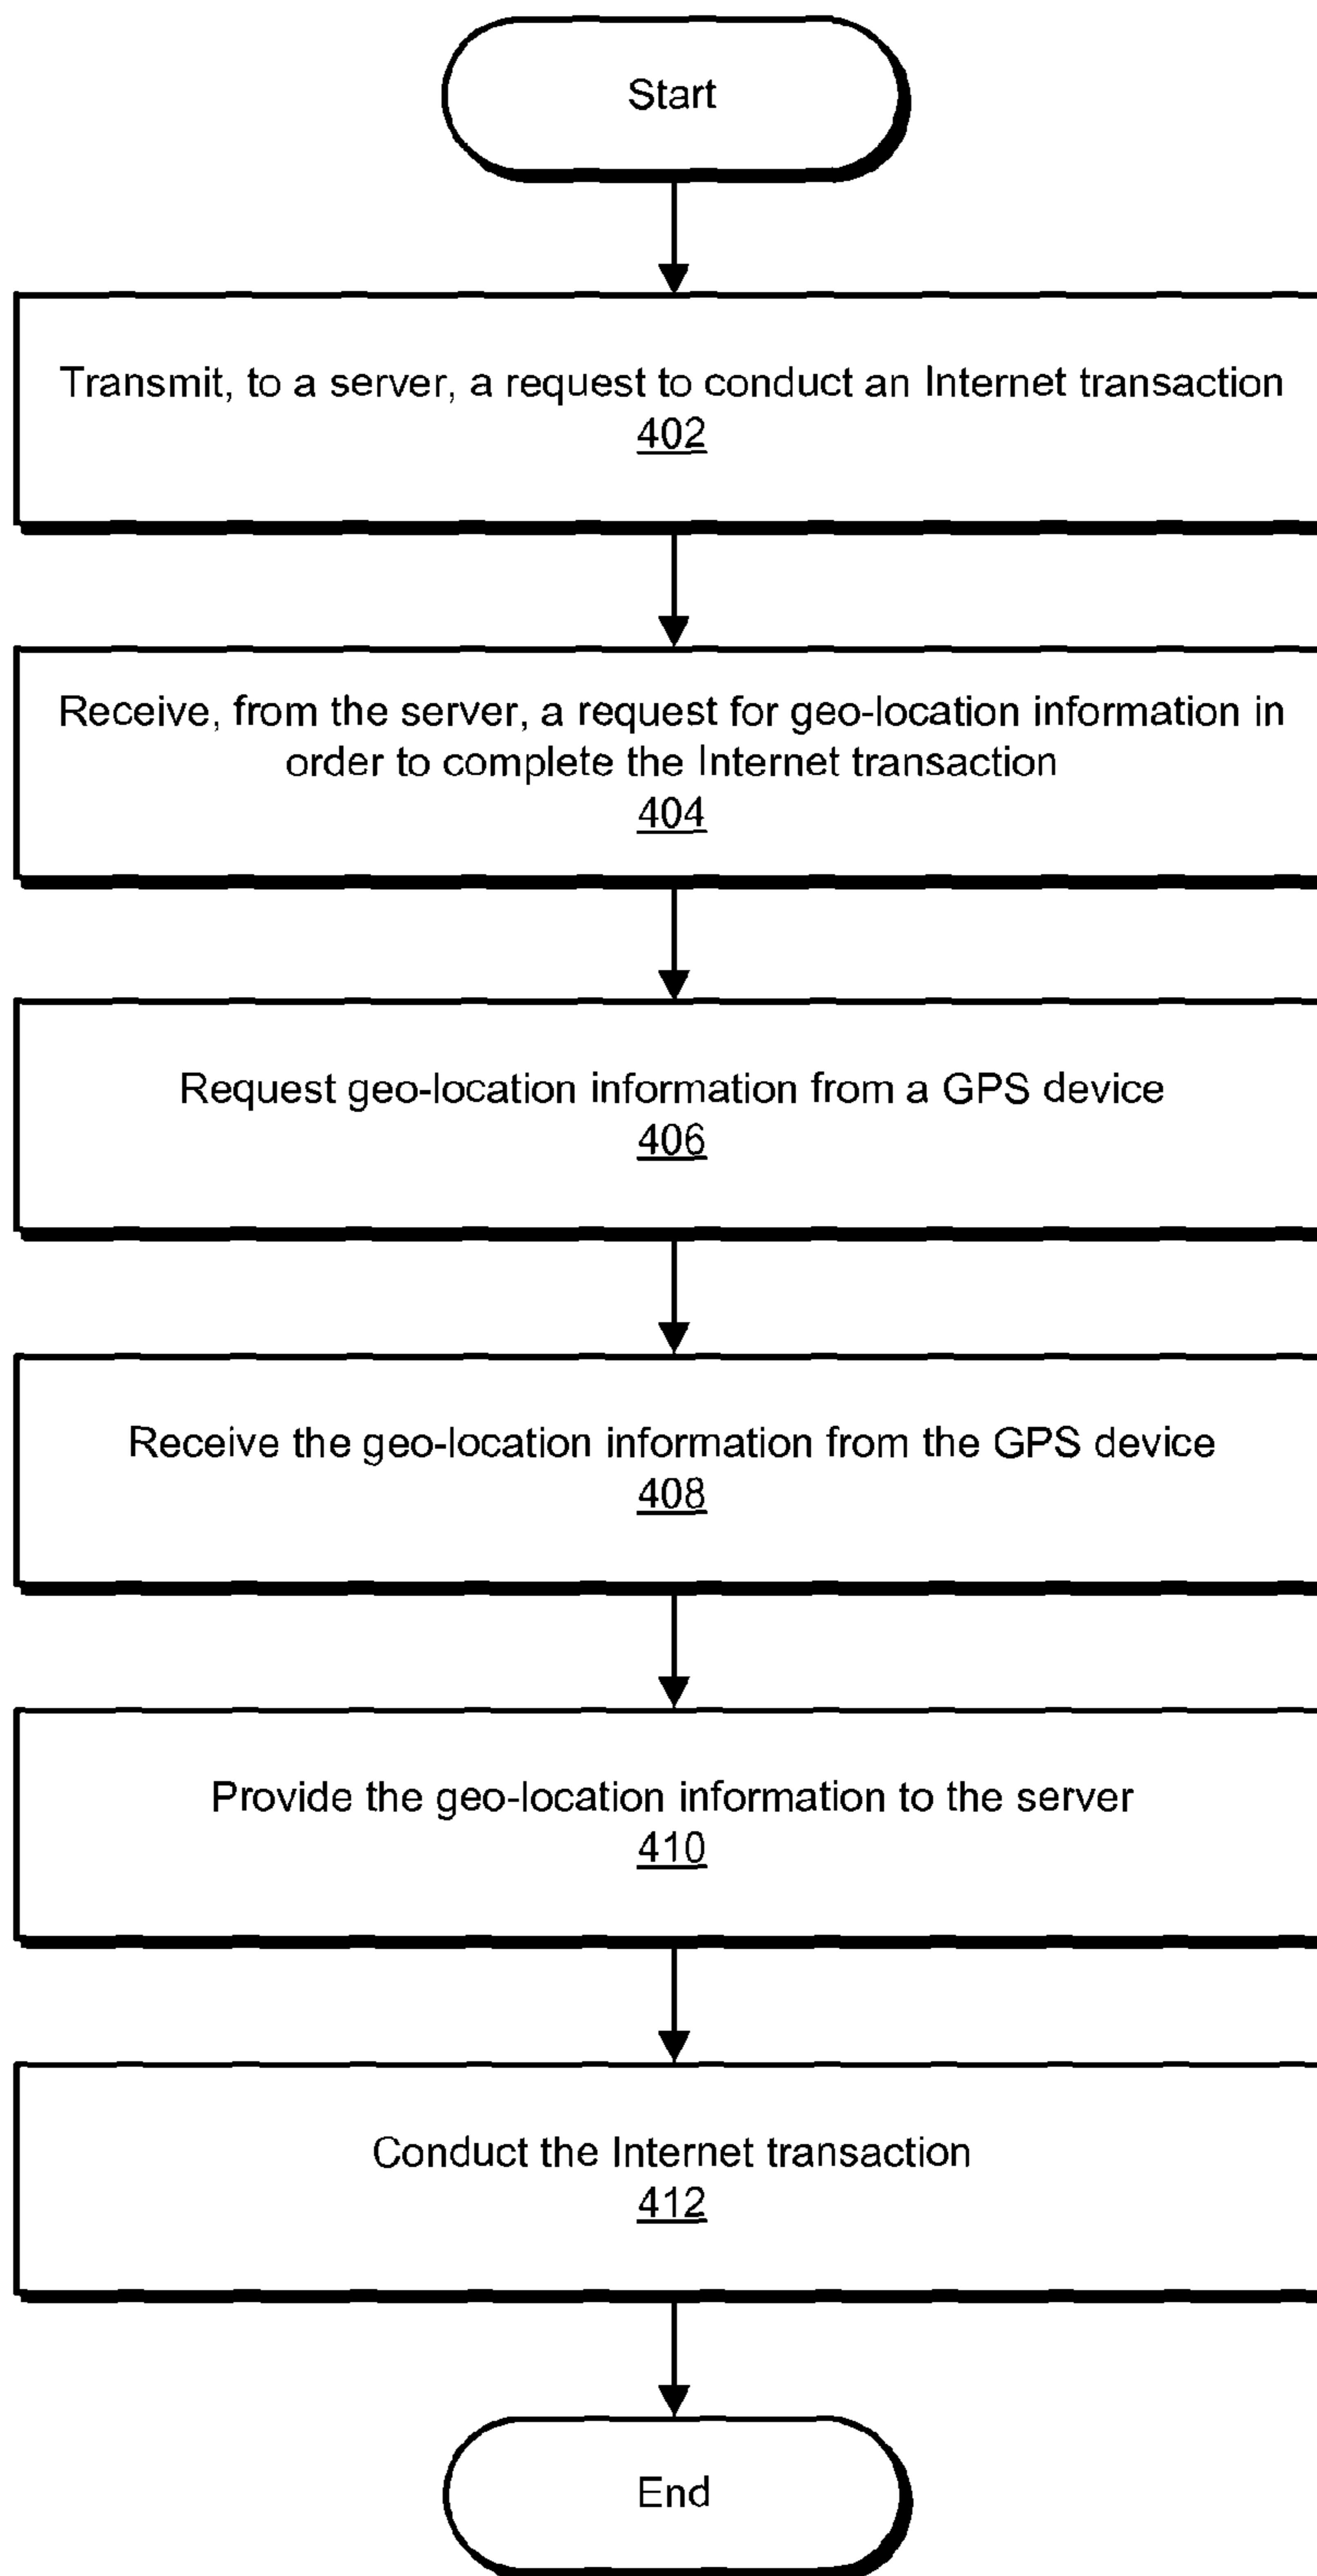 Start
Transmit, to a server, a request to conduct an Internet transaction
402
Receive, from the server, a request for geo-location information in
order to complete the Internet transaction
404
Request geo-location information from a GPS device
406
Receive the geo-location information from the GPS device
408
Provide the geo-location information to the server
410
Conduct the Internet transaction
412
End